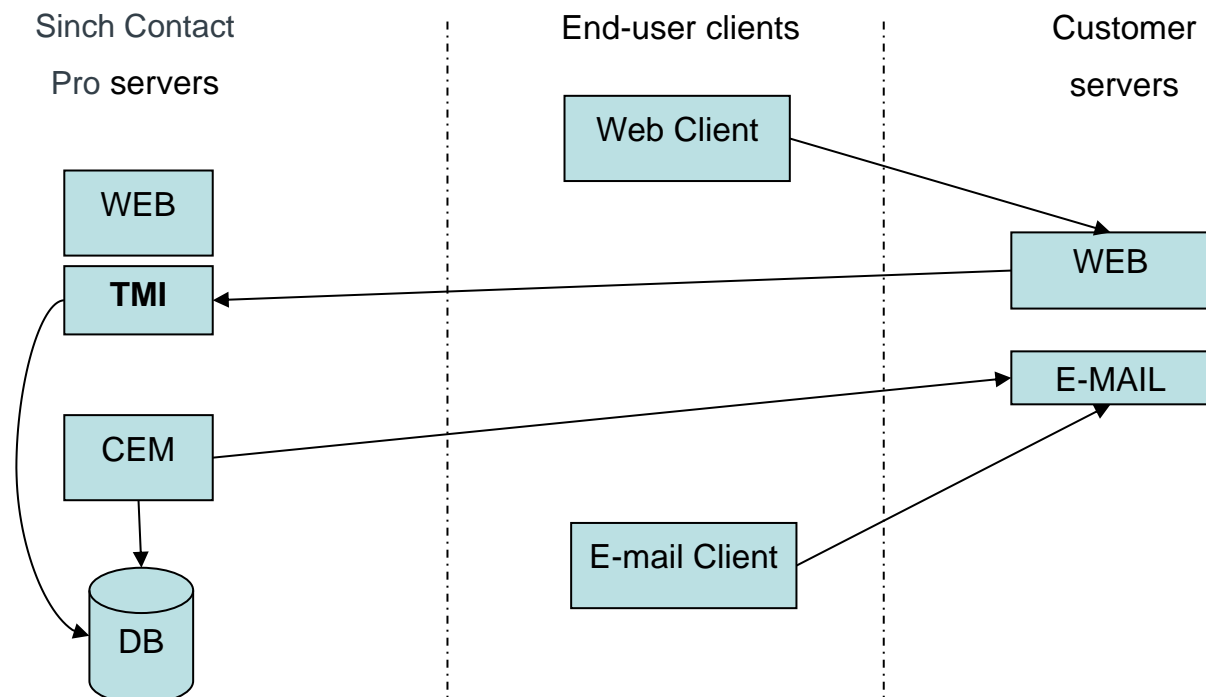 Sinch Contact
Pro servers
End-user clients
Customer
servers
Web Client
WEB
TMI
WEB
E-MAIL
CEM
E-mail Client
DB